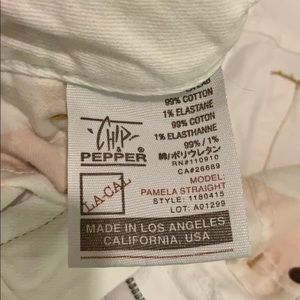 99% COTTON
1% ELASTANE
99% COTON
1% ELASTHANNE
99% / 1%
綿/ポリウレタン
RN#110910
CA#26689
CHIP
&
PEPPER
LA-CAL
MODEL:
PAMELA STRAIGHT
STYLE: 1180415
LOT: A01299
MADE IN LOS ANGELES
CALIFORNIA, USA